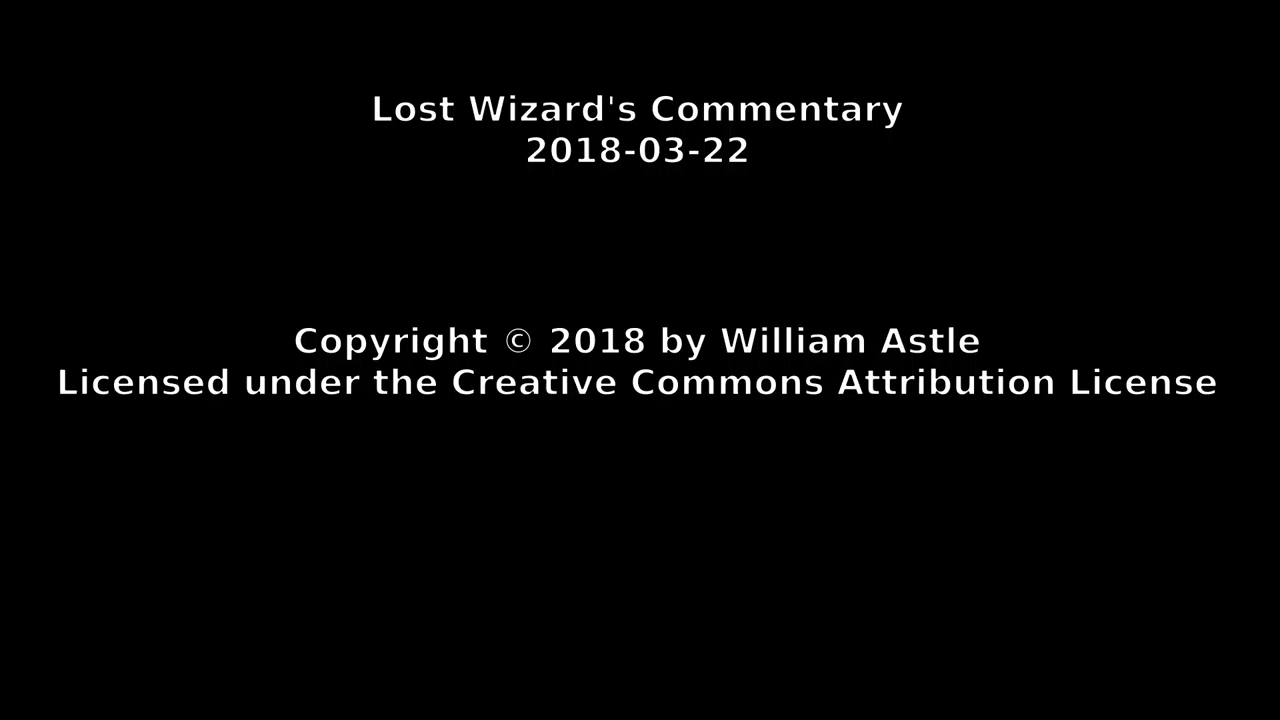 Lost Wizard's Commentary
2018-03-22
Copyright © 2018 by William Astle
Licensed under the Creative Commons Attribution License